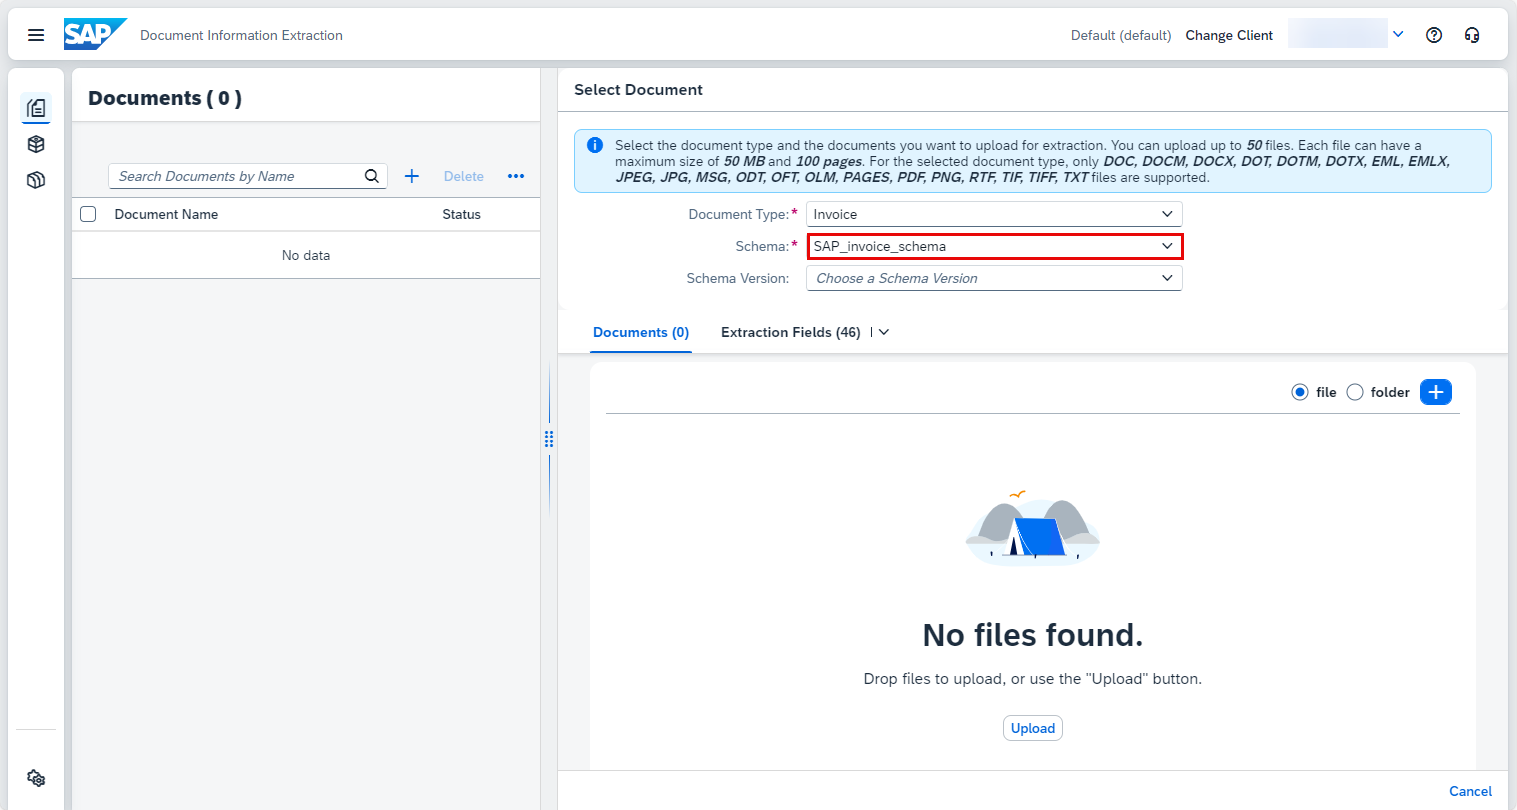 SAP
Document Information Extraction
Default (default)
Change Client
Documents ( 0 )
Search Documents by Name
Delete
Document Name
Status
No data
Select Document
Select the document type and the documents you want to upload for extraction. You can upload up to 50 files. Each file can have a
maximum size of 50 MB and 100 pages. For the selected document type, only DOC, DOCM, DOCX, DOT, DOTM, DOTX, EML, EMLX,
JPEG, JPG, MSG, ODT, OFT, OLM, PAGES, PDF, PNG, RTF, TIF, TIFF, TXT files are supported.
Document Type:* Invoice
Schema:* SAP_invoice_schema
Schema Version: Choose a Schema Version
Documents (0)
Extraction Fields (46)
file
folder
No files found.
Drop files to upload, or use the "Upload" button.
Upload
Cancel